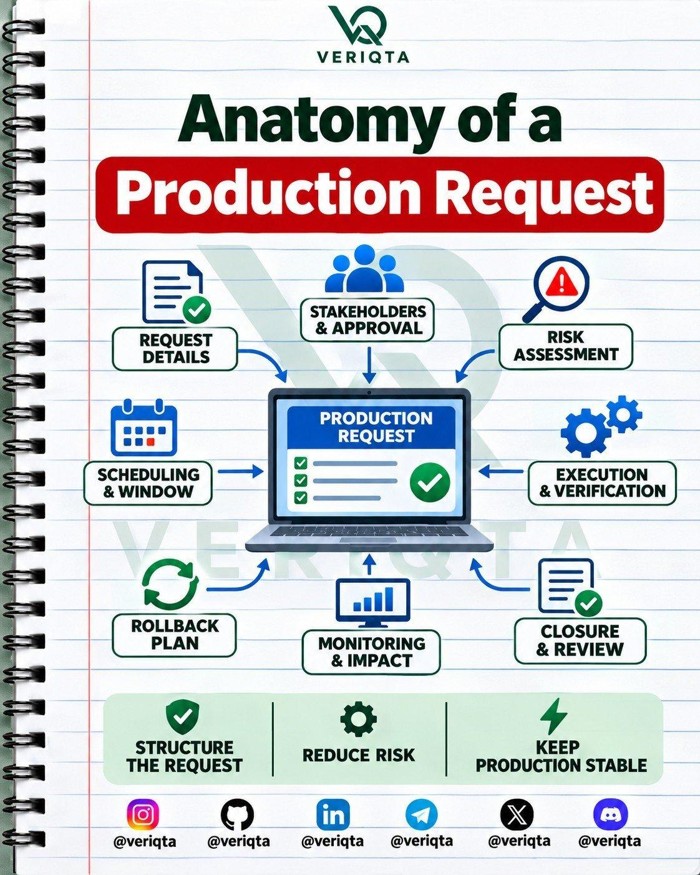 VERIQTA
Anatomy of a
Production Request
REQUEST
DETAILS
STAKEHOLDERS
& APPROVAL
RISK
ASSESSMENT
SCHEDULING
& WINDOW
PRODUCTION
REQUEST
EXECUTION
& VERIFICATION
VERIQTA
ROLLBACK
PLAN
MONITORING
& IMPACT
CLOSURE
& REVIEW
STRUCTURE
THE REQUEST
REDUCE RISK
KEEP
PRODUCTION STABLE
@veriqta
@veriqta
@veriqta
@veriqta
@veriqta
@veriqta